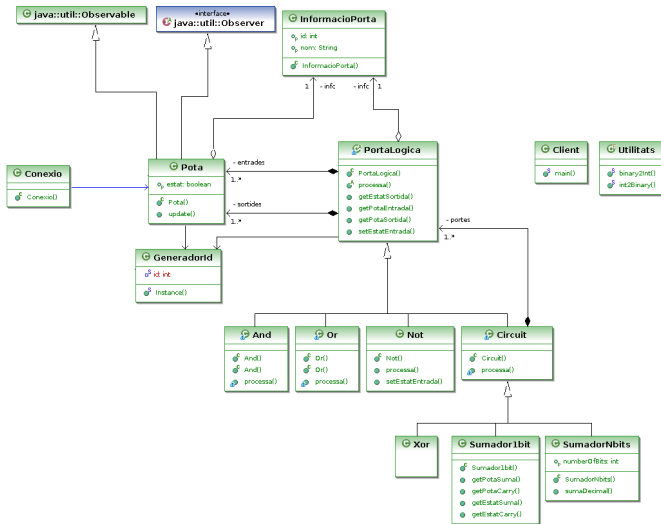 java::util::Observable
«interface»
java::util::Observer
InformacioPorta
id: int
nom: String
InformacioPorta()
1
- info
- info
1
Conexio
Conexio()
Pota
estat: boolean
Pota()
update()
- entrades
1..*
- sortides
1..*
PortaLogica
PortaLogica()
processa()
getEstatSortida()
getPotaEntrada()
getPotaSortida()
setEstatEntrada()
Client
main()
Utilitats
binary2Int()
int2Binary()
- portes
1..*
GeneradorId
id: int
Instance()
And
And()
And()
processa()
Or
Or()
Or()
processa()
Not
Not()
processa()
setEstatEntrada()
Circuit
Circuit()
processa()
Xor
Sumador1bit
Sumador1bit()
getPotaSuma()
getPotaCarry()
getEstatSuma()
getEstatCarry()
SumadorNbits
numberOfBits: int
SumadorNbits()
sumaDecimal()